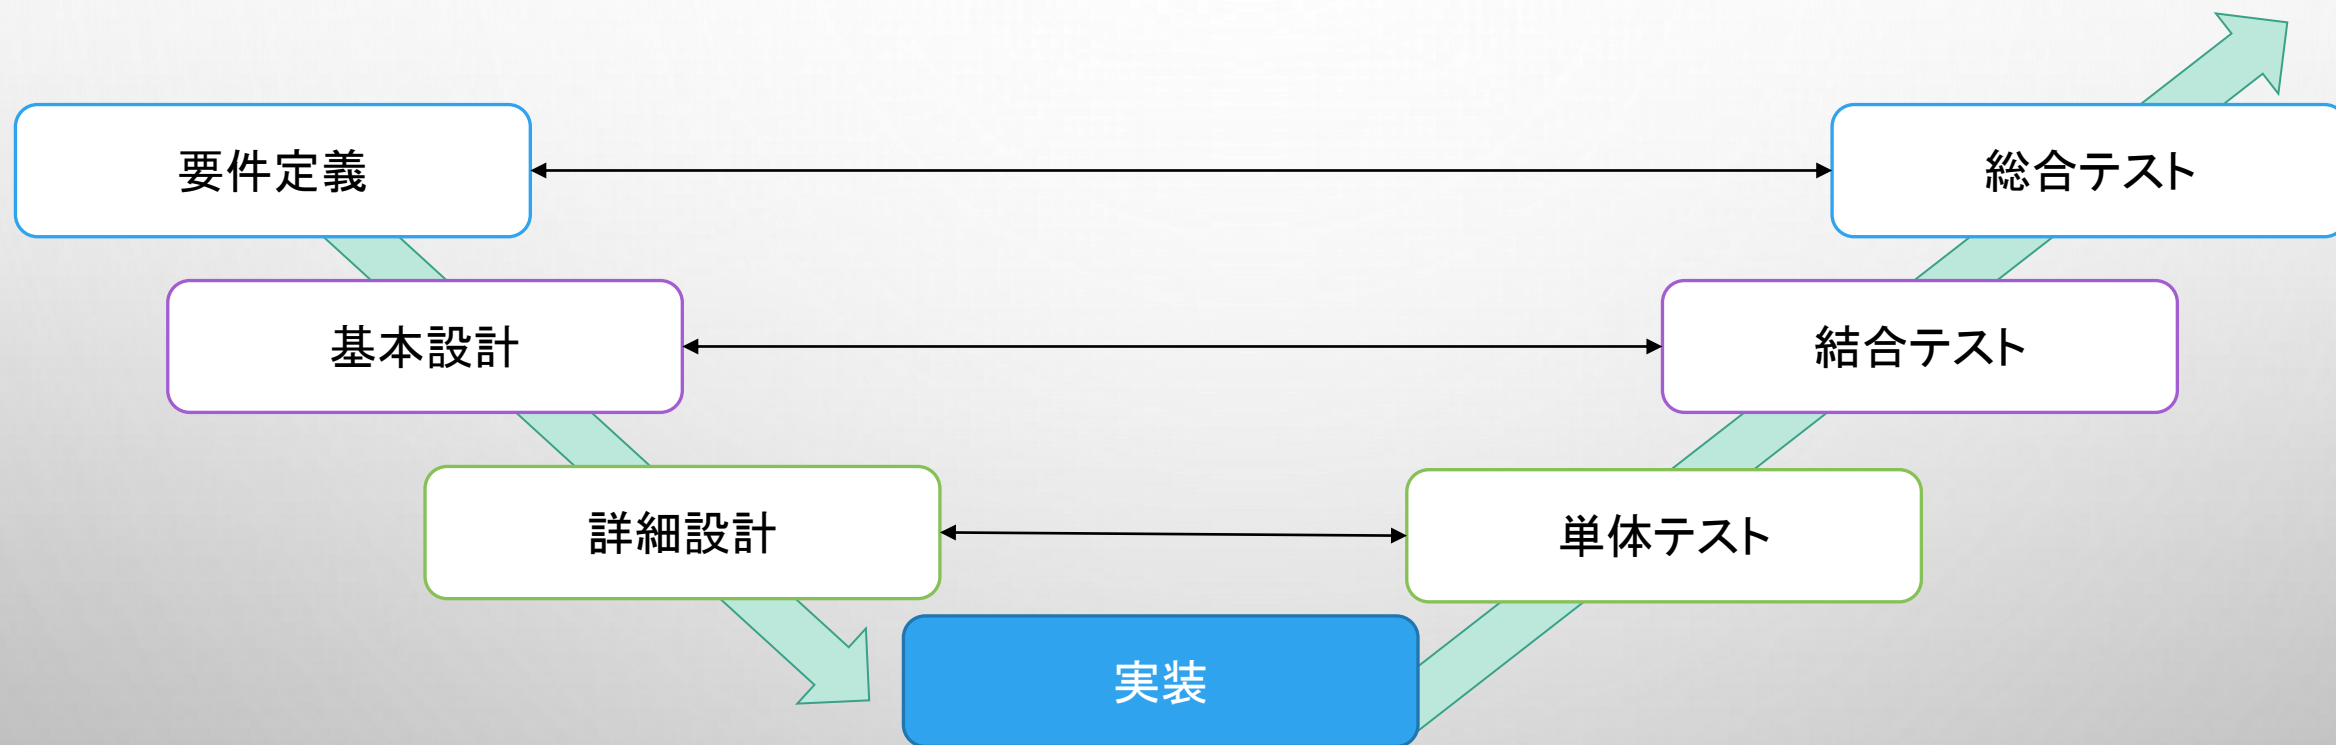 要件定義
総合テスト
基本設計
結合テスト
詳細設計
単体テスト
実装